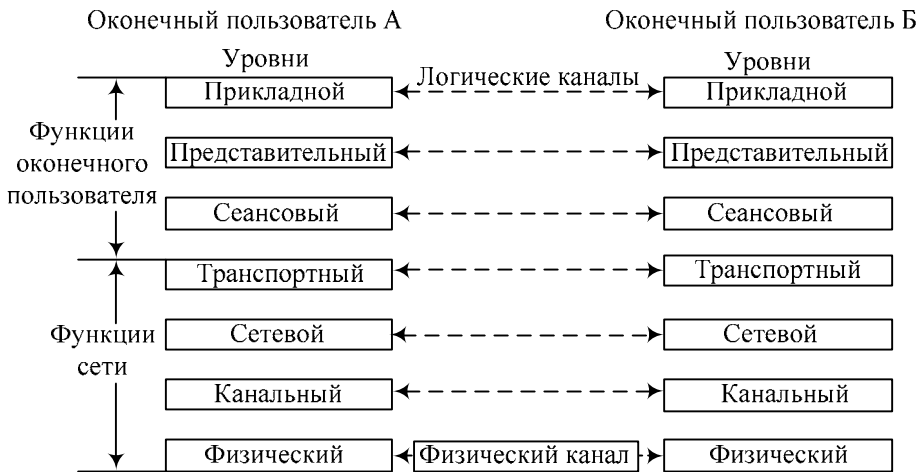 Оконечный пользователь А
Оконечный пользователь Б
Уровни
Уровни
Логические каналы
Прикладной
Прикладной
Функции
оконечного
пользователя
Представительный
Представительный
Сеансовый
Сеансовый
Транспортный
Транспортный
Функции
сети
Сетевой
Сетевой
Канальный
Канальный
Физический
Физический канал
Физический